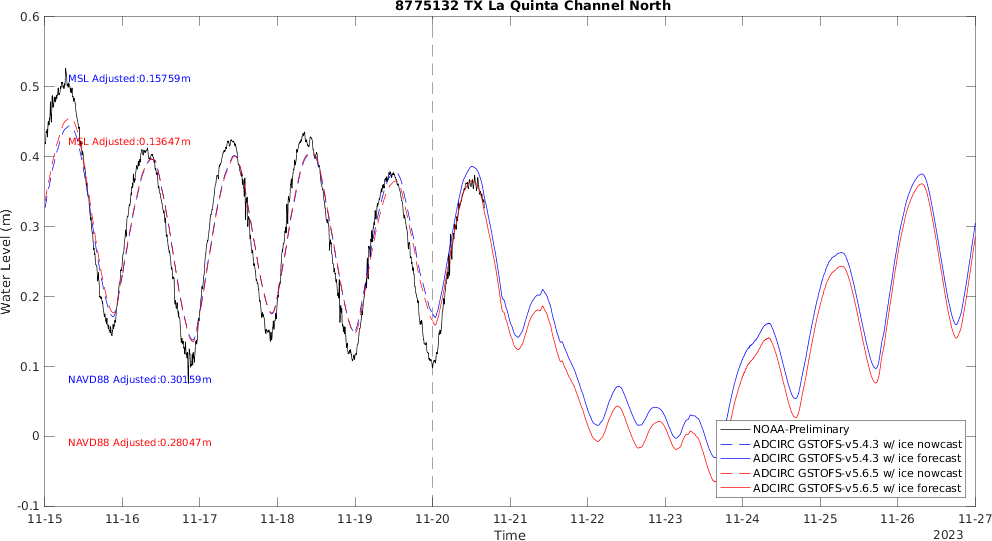 8775132 TX La Quinta Channel North
0.6
0.5
0.4
0.3
0.2
0.1
0
-0.1
Water Level (m)
MSL Adjusted:0.15759m
MSL Adjusted:0.13647m
NAVD88 Adjusted:0.30159m
NAVD88 Adjusted:0.28047m
NOAA-Preliminary
ADCIRC GSTOFS-v5.4.3 w/ ice nowcast
ADCIRC GSTOFS-v5.4.3 w/ ice forecast
ADCIRC GSTOFS-v5.6.5 w/ ice nowcast
ADCIRC GSTOFS-v5.6.5 w/ ice forecast
11-15 11-16 11-17 11-18 11-19 11-20 11-21 11-22 11-23 11-24 11-25 11-26 11-27
Time
2023